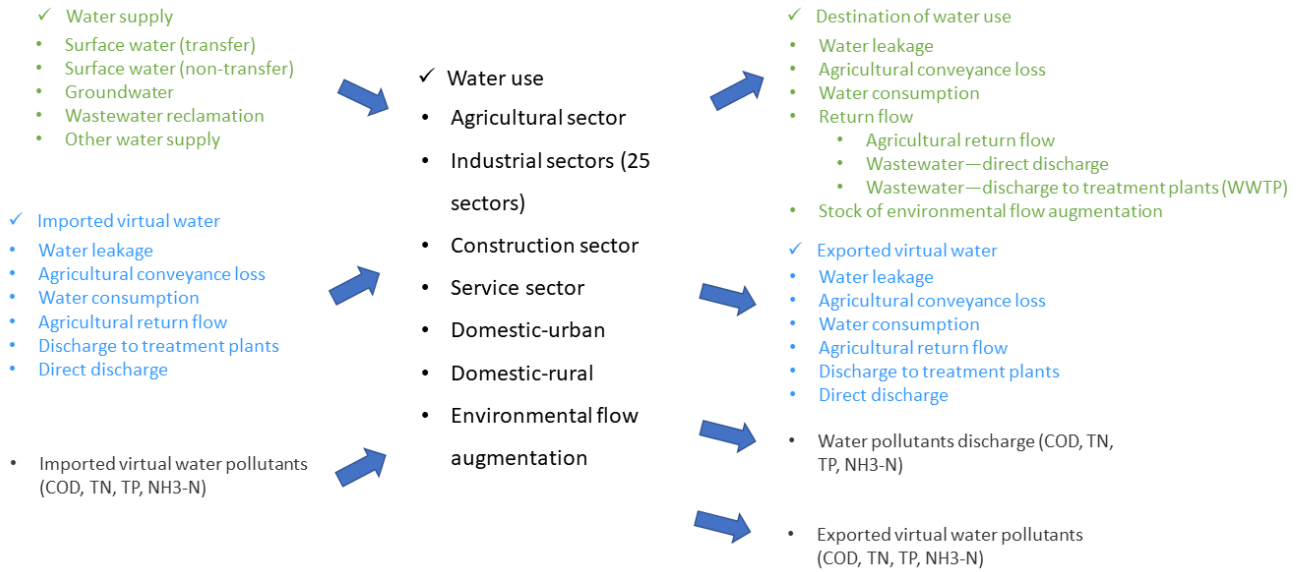 ✓ Water supply
• Surface water (transfer)
• Surface water (non-transfer)
• Groundwater
• Wastewater reclamation
• Other water supply
✓ Imported virtual water
• Water leakage
• Agricultural conveyance loss
• Water consumption
• Agricultural return flow
• Discharge to treatment plants
• Direct discharge
• Imported virtual water pollutants
(COD, TN, TP, NH3-N)
✓ Water use
• Agricultural sector
• Industrial sectors (25
sectors)
• Construction sector
• Service sector
• Domestic-urban
• Domestic-rural
• Environmental flow
augmentation
✓ Destination of water use
• Water leakage
• Agricultural conveyance loss
• Water consumption
• Return flow
• Agricultural return flow
• Wastewater—direct discharge
• Wastewater—discharge to treatment plants (WWTP)
• Stock of environmental flow augmentation
✓ Exported virtual water
• Water leakage
• Agricultural conveyance loss
• Water consumption
• Agricultural return flow
• Discharge to treatment plants
• Direct discharge
• Water pollutants discharge (COD, TN,
TP, NH3-N)
• Exported virtual water pollutants
(COD, TN, TP, NH3-N)